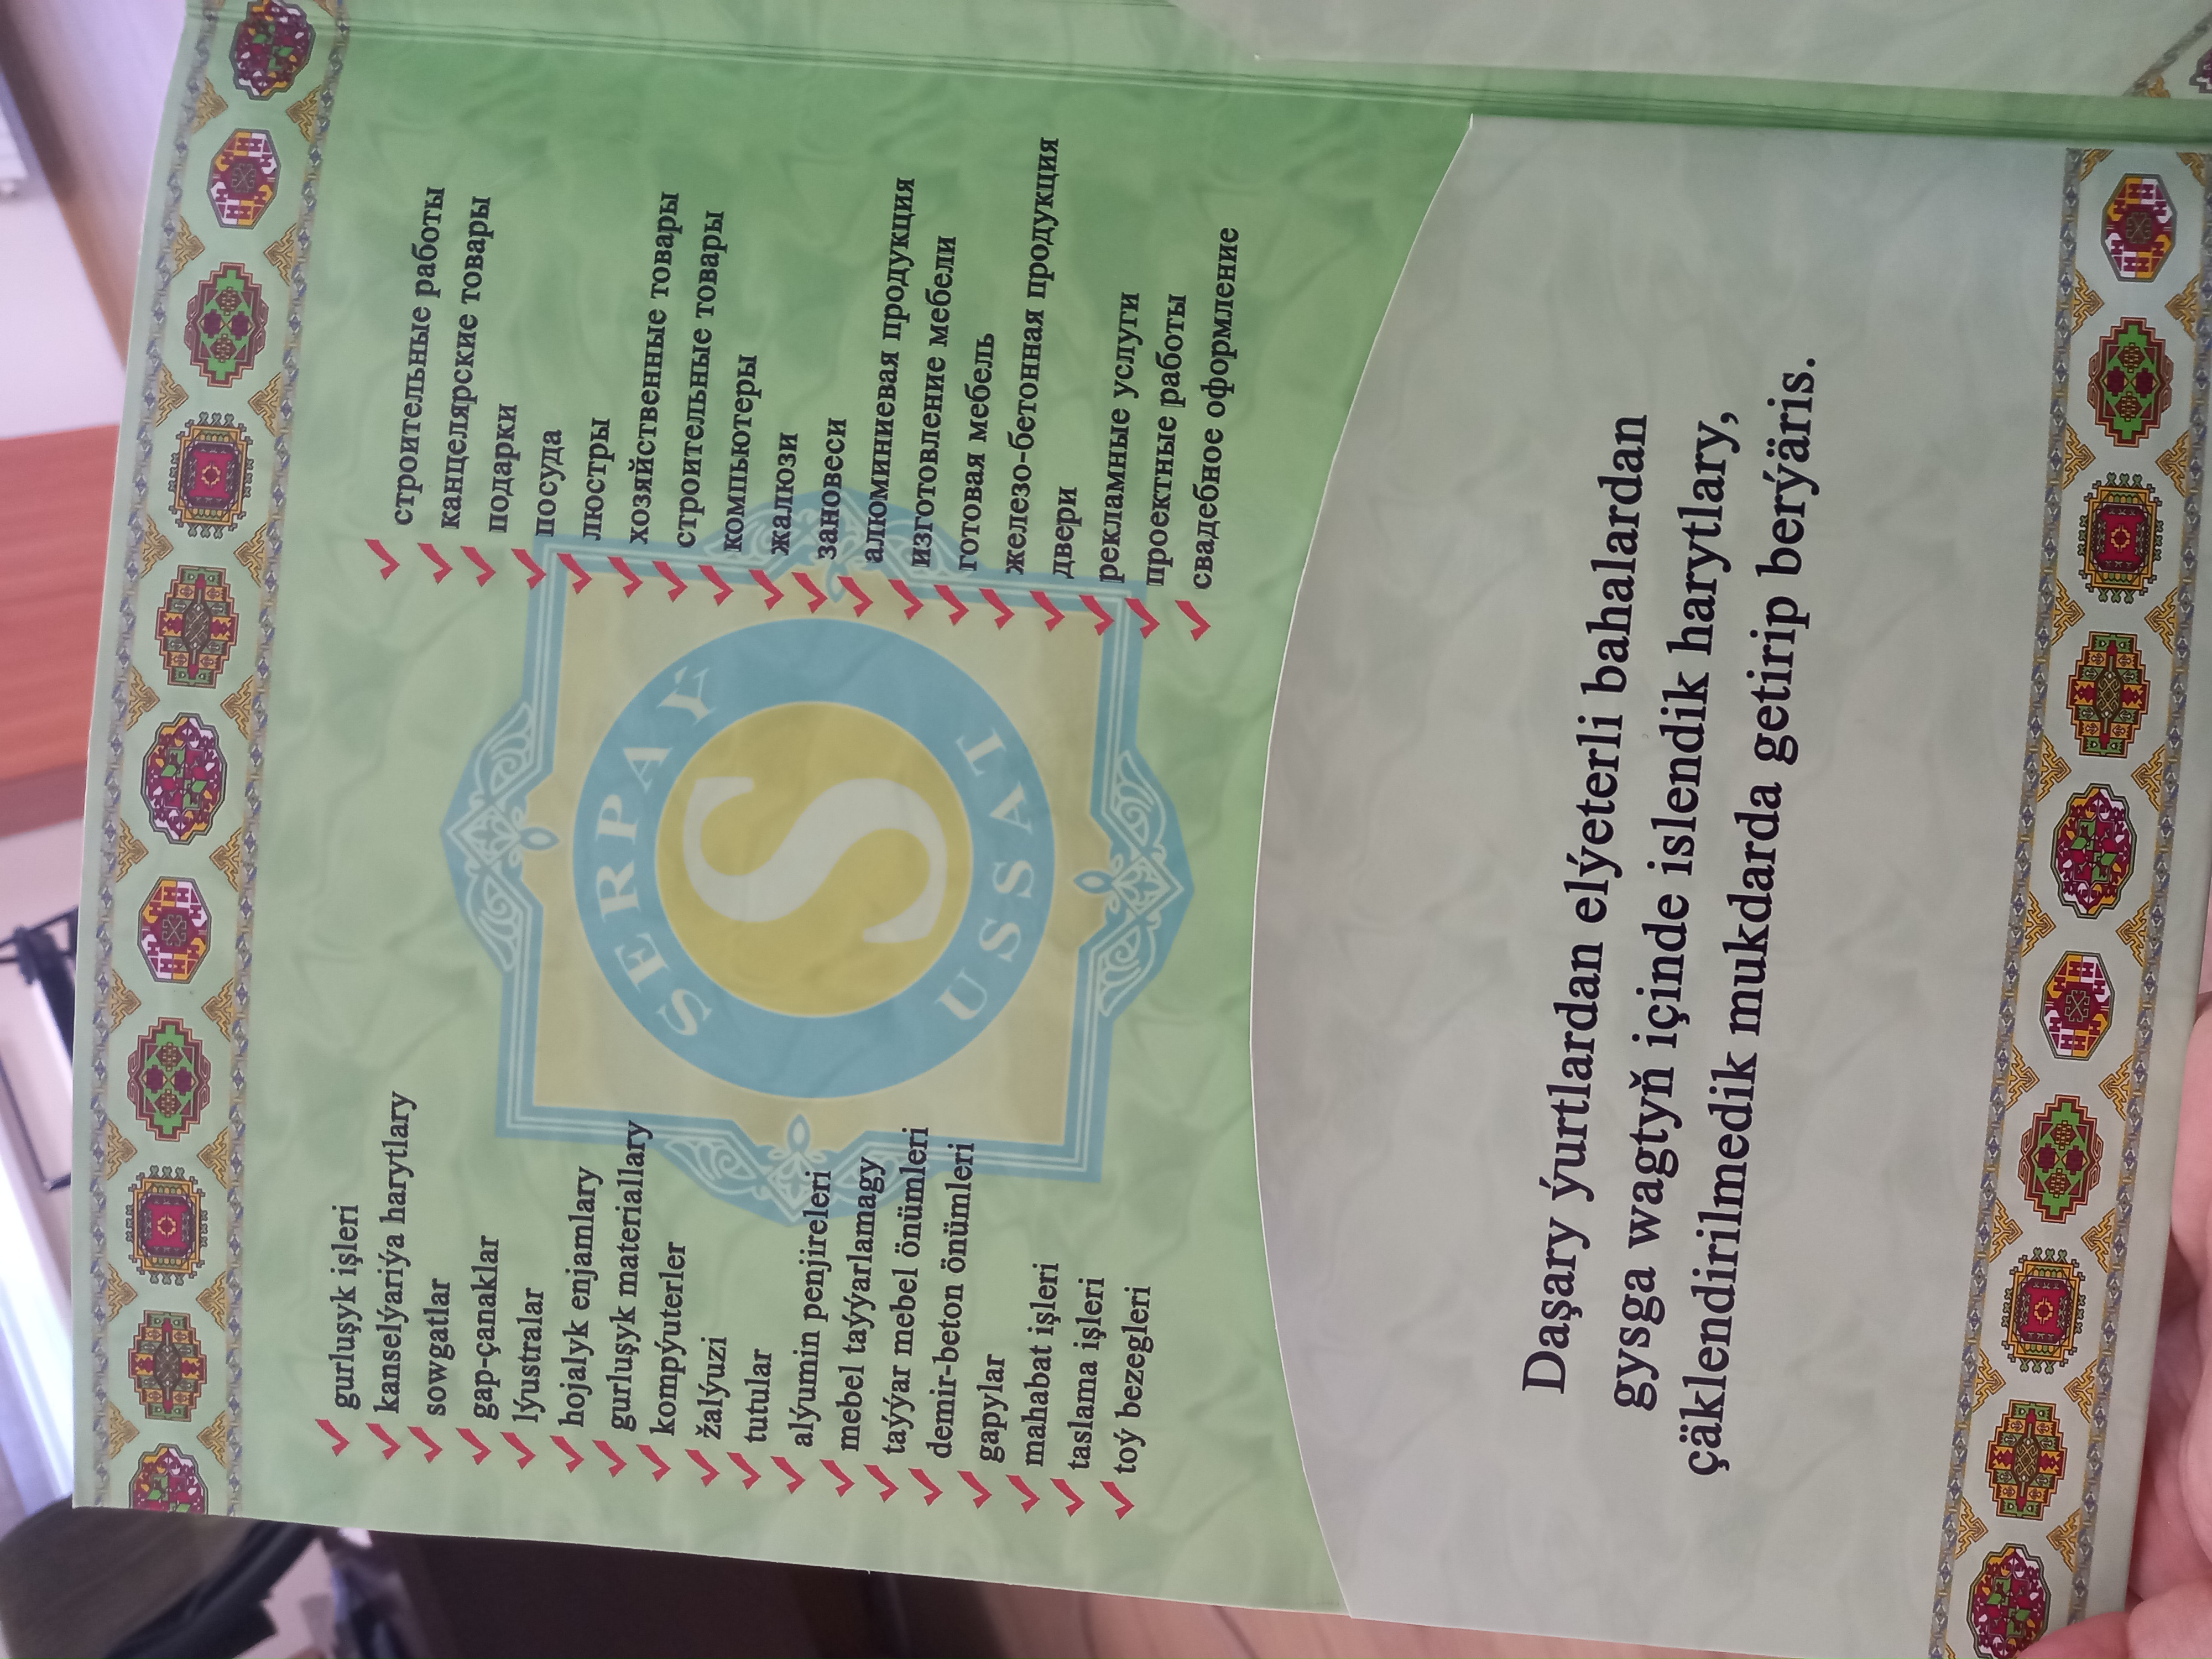 gurluşyk işleri
kanselýariýa harytlary
sowgatlar
gap-çanaklar
lýustralar
hojalyk enjamlary
gurluşyk materiallary
kompýuterler
žalýuzi
tutular
alýumin penjireleri
mebel taýýarlamagy
taýýar mebel önümleri
demir-beton önümleri
gapylar
mahabat işleri
taslama işleri
toý bezegleri
SERPAÝ
S
USSAT
строительные работы
канцелярские товары
подарки
посуда
люстры
хозяйственные товары
строительные товары
компьютеры
жалюзи
зановеси
алюминиевая продукция
изготовление мебели
готовая мебель
железо-бетонная продукция
двери
рекламные услуги
проектные работы
свадебное оформление
Daşary ýurtlardan elýeterli bahalardan
gysga wagtyň içinde islendik harytlary,
çäklendirilmedik mukdarda getirip berýäris.